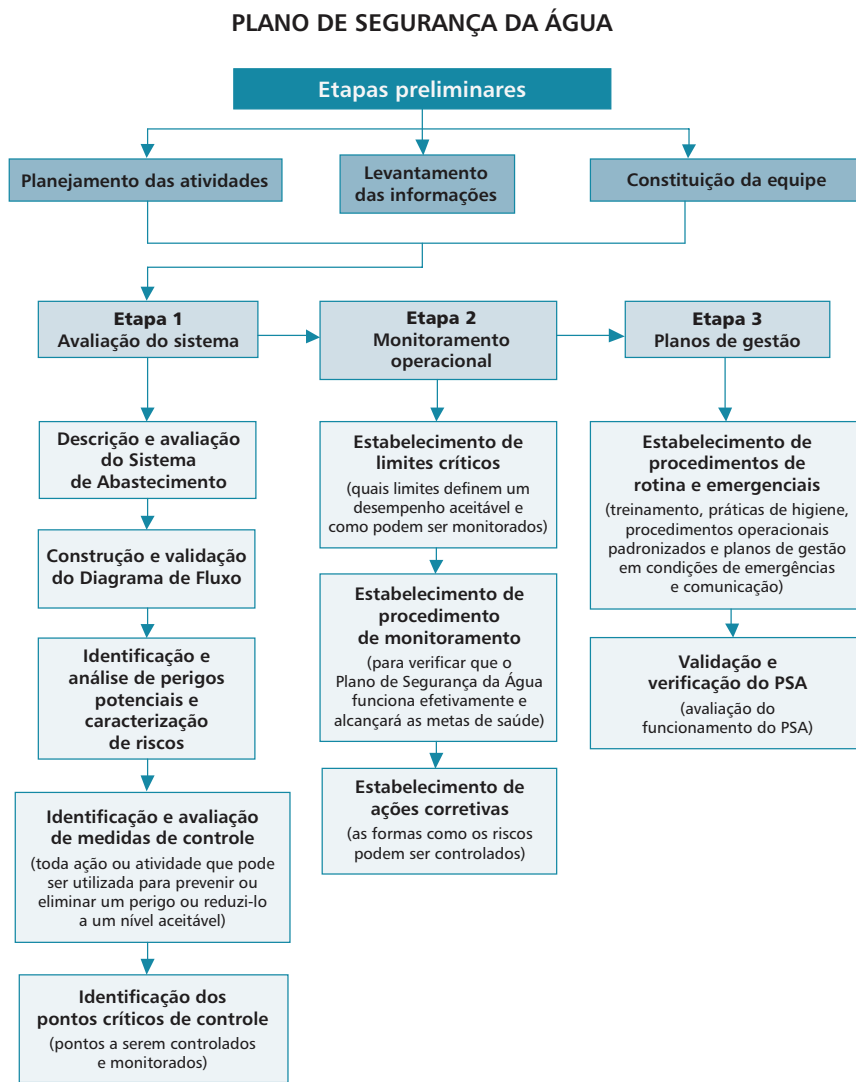 PLANO DE SEGURANÇA DA ÁGUA
Etapas preliminares
Planejamento das atividades
Levantamento
das informações
Constituição da equipe
Etapa 1
Avaliação do sistema
Etapa 2
Monitoramento
operacional
Etapa 3
Planos de gestão
Descrição e avaliação
do Sistema
de Abastecimento
Construção e validação
do Diagrama de Fluxo
Identificação e
análise de perigos
potenciais e
caracterização
de riscos
Identificação e avaliação
de medidas de controle
(toda ação ou atividade que pode
ser utilizada para prevenir ou
eliminar um perigo ou reduzi-lo
a um nível aceitável)
Identificação dos
pontos críticos de controle
(pontos a serem controlados
e monitorados)
Estabelecimento de
limites críticos
(quais limites definem um
desempenho aceitável e
como podem ser monitorados)
Estabelecimento de
procedimento
de monitoramento
(para verificar que o
Plano de Segurança da Água
funciona efetivamente e
alcançará as metas de saúde)
Estabelecimento de
ações corretivas
(as formas como os riscos
podem ser controlados)
Estabelecimento de
procedimentos de
rotina e emergenciais
(treinamento, práticas de higiene,
procedimentos operacionais
padronizados e planos de gestão
em condições de emergências
e comunicação)
Validação e
verificação do PSA
(avaliação do
funcionamento do PSA)